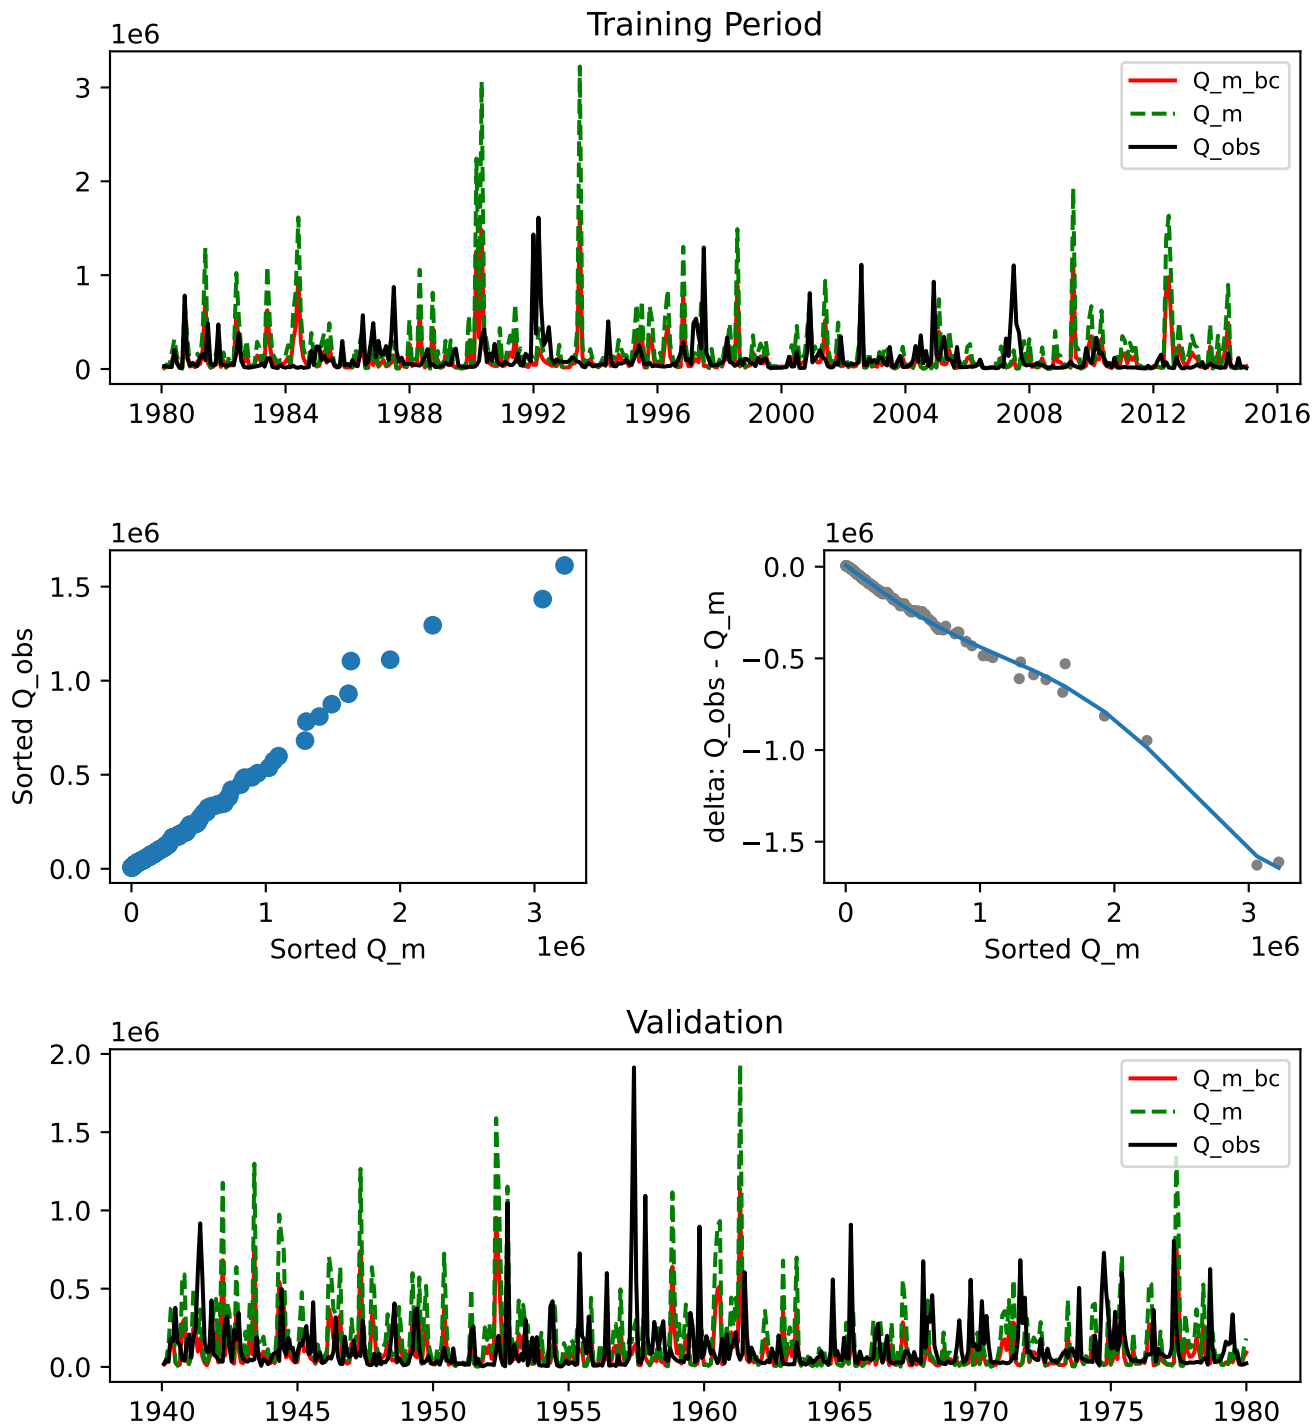 Training Period
1e6
3
2
1
0
Q_m_bc
Q_m
Q_obs
1980 1984 1988 1992 1996 2000 2004 2008 2012 2016
1e6
Sorted Q_obs
1.5
1.0
0.5
0.0
0 1 2 3
Sorted Q_m
1e6
1e6
delta: Q_obs - Q_m
0.0
−0.5
−1.0
−1.5
0 1 2 3
Sorted Q_m
1e6
Validation
1e6
2.0
1.5
1.0
0.5
0.0
Q_m_bc
Q_m
Q_obs
1940 1945 1950 1955 1960 1965 1970 1975 1980